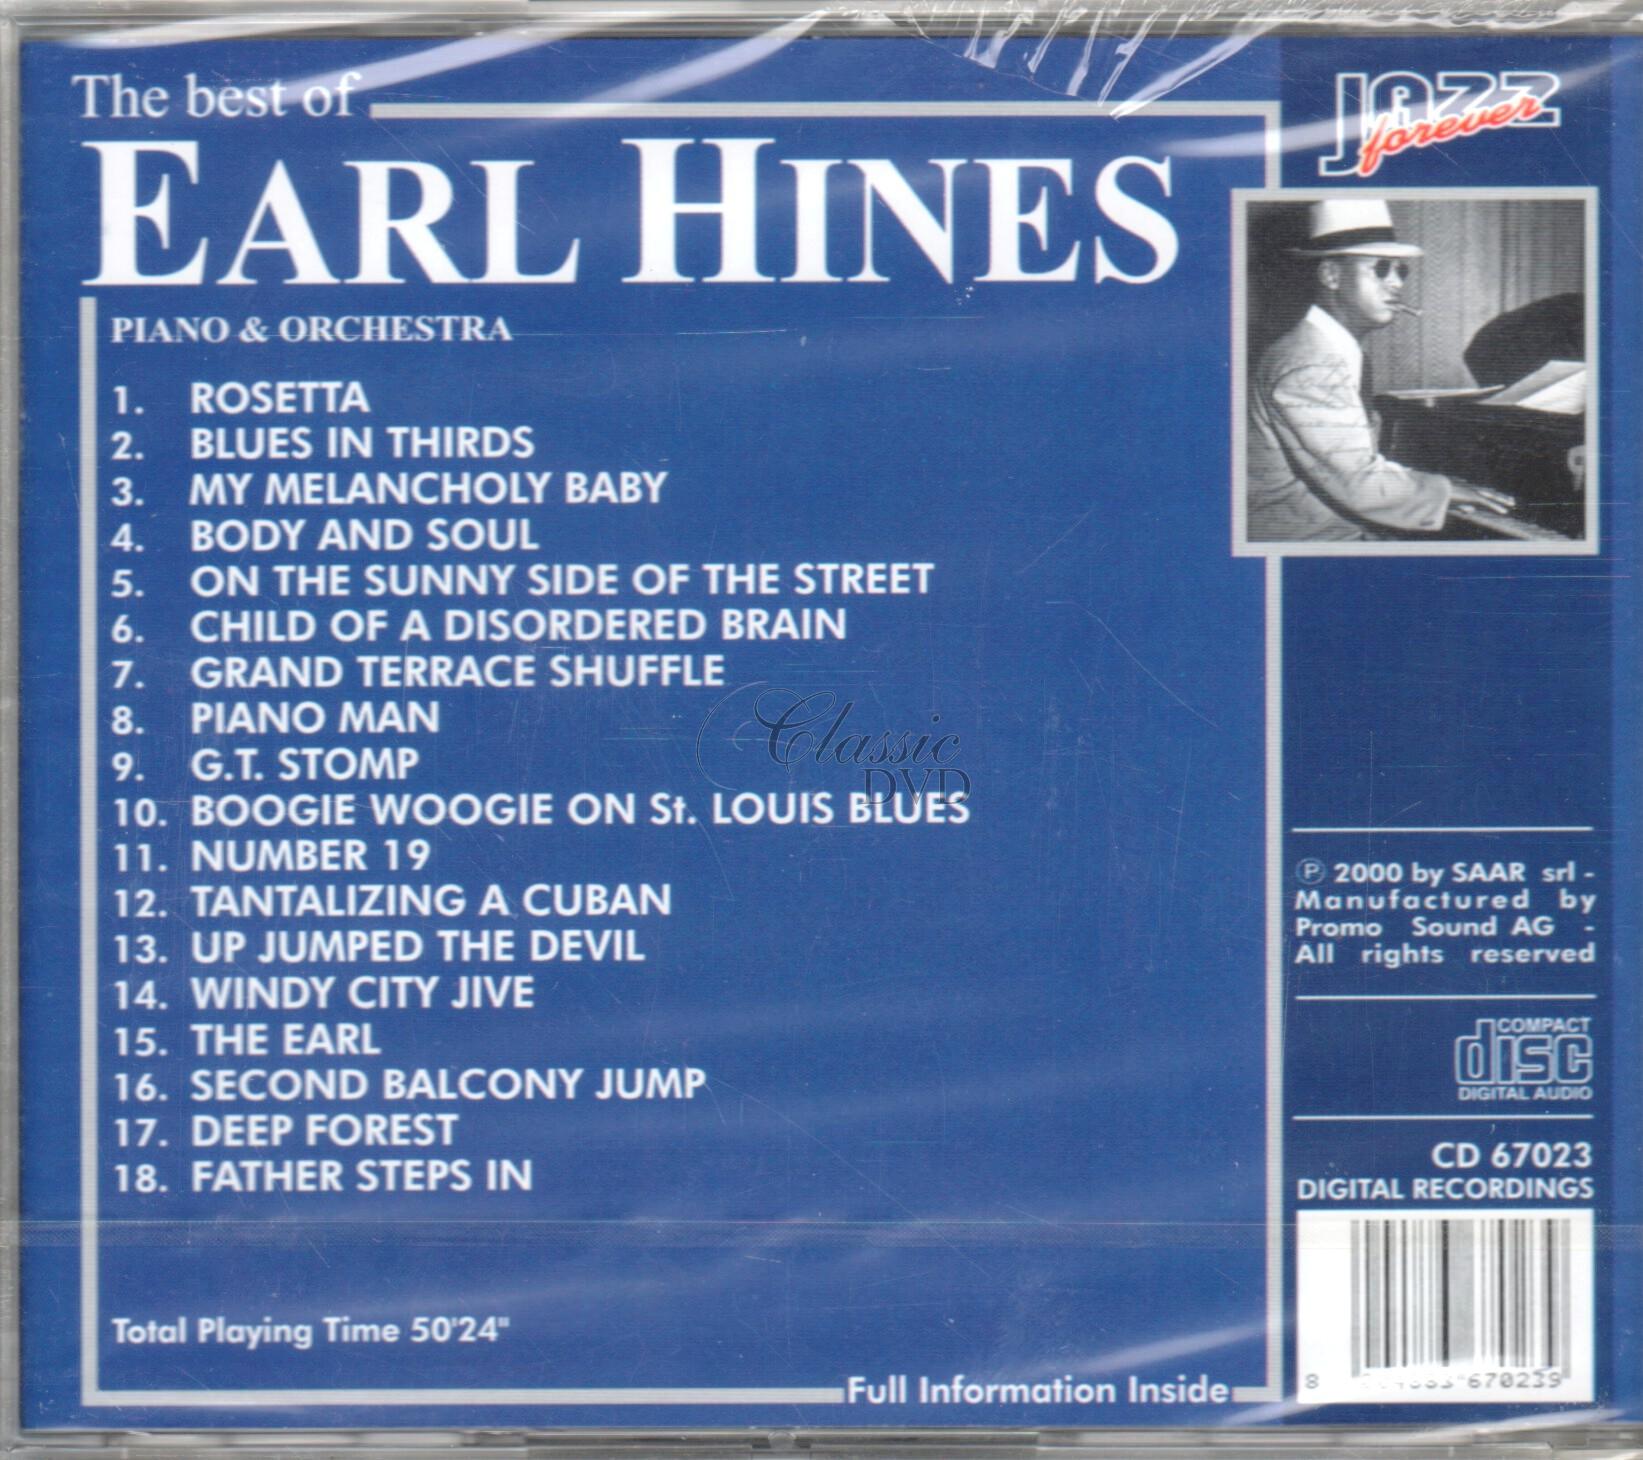 The best of
EARL HINES
PIANO & ORCHESTRA
1. ROSETTA
2. BLUES IN THIRDS
3. MY MELANCHOLY BABY
4. BODY AND SOUL
5. ON THE SUNNY SIDE OF THE STREET
6. CHILD OF A DISORDERED BRAIN
7. GRAND TERRACE SHUFFLE
8. PIANO MAN
9. G.T. STOMP
10. BOOGIE WOOGIE ON St. LOUIS BLUES
11. NUMBER 19
12. TANTALIZING A CUBAN
13. UP JUMPED THE DEVIL
14. WINDY CITY JIVE
15. THE EARL
16. SECOND BALCONY JUMP
17. DEEP FOREST
18. FATHER STEPS IN
Total Playing Time 50'24"
Full Information Inside
Classic
DVD
JAZZ
forever
℗ 2000 by SAAR srl -
Manufactured by
Promo Sound AG -
All rights reserved
COMPACT
disc
DIGITAL AUDIO
CD 67023
DIGITAL RECORDINGS
8 670239